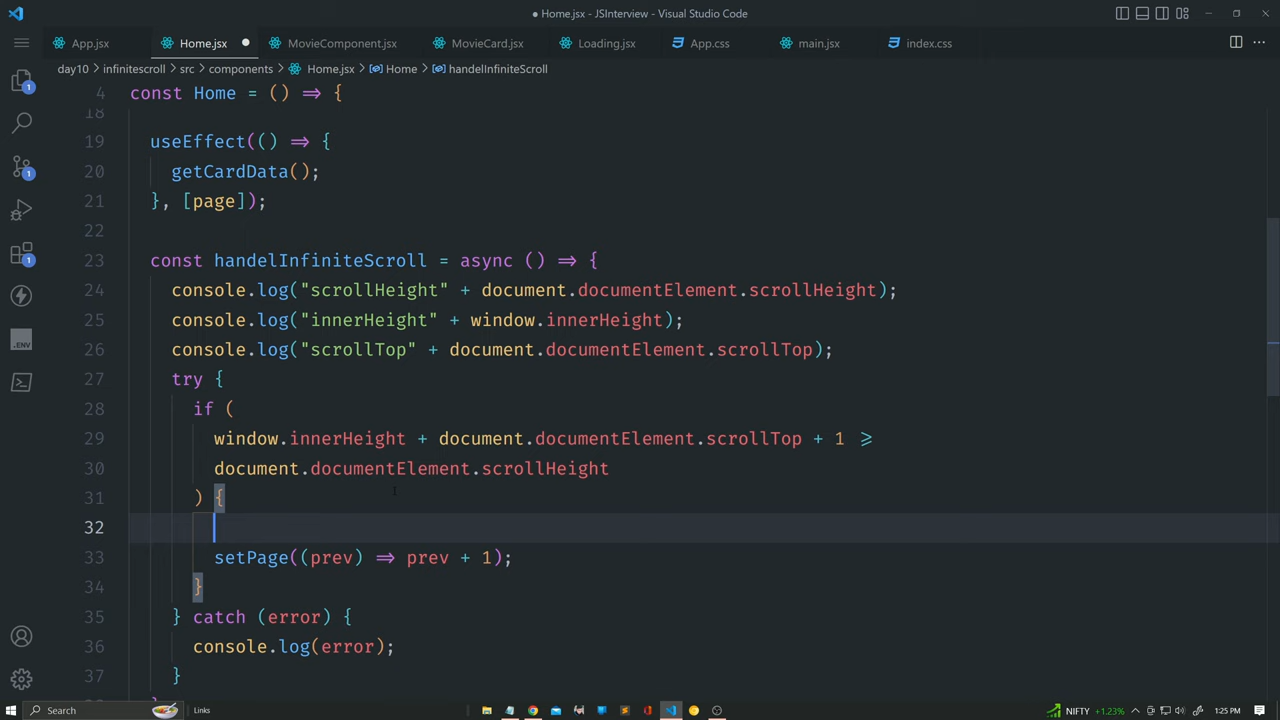 Home.jsx - JSInterview - Visual Studio Code
App.jsx
Home.jsx
MovieComponent.jsx
MovieCard.jsx
Loading.jsx
App.css
main.jsx
index.css
day10 > infinitescroll > src > components > Home.jsx > Home > handelInfiniteScroll
4 const Home = () => {
18
19 useEffect(() => {
20 getCardData();
21 }, [page]);
22
23 const handelInfiniteScroll = async () => {
24 console.log("scrollHeight" + document.documentElement.scrollHeight);
25 console.log("innerHeight" + window.innerHeight);
26 console.log("scrollTop" + document.documentElement.scrollTop);
27 try {
28 if (
29 window.innerHeight + document.documentElement.scrollTop + 1 >=
30 document.documentElement.scrollHeight
31 ) {
32
33 setPage((prev) => prev + 1);
34 }
35 } catch (error) {
36 console.log(error);
37 }
1
1
1
.ENV
Search
Links
NIFTY +1.23%
1:25 PM